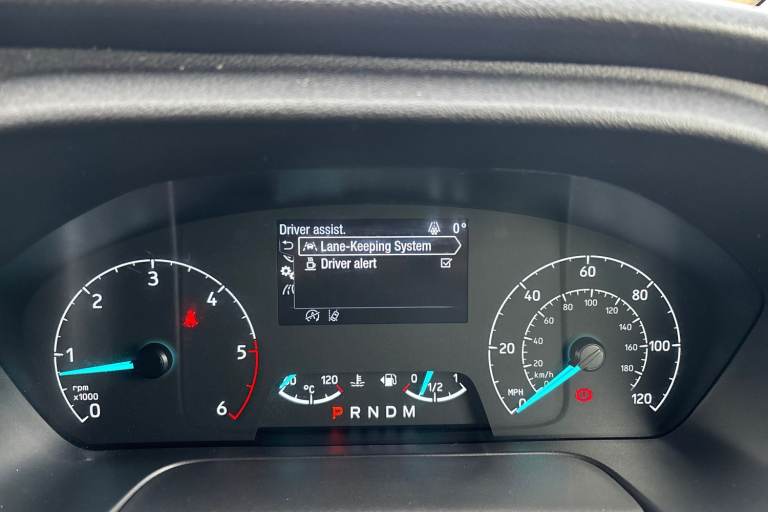 Driver assist. 0°
Lane-Keeping System
Driver alert
0 1 2 3 4 5 6
rpm
x1000
120
°C
0 1/2 1
P R N D M
0 20 40 60 80 100 120
MPH
20 40 60 80 100 120 140 160 180
km/h